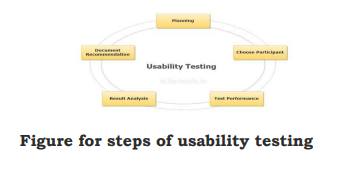 Planning
Document
Recommendation
Choose Participant
Usability Testing
Result Analysis
Test Performance
Figure for steps of usability testing